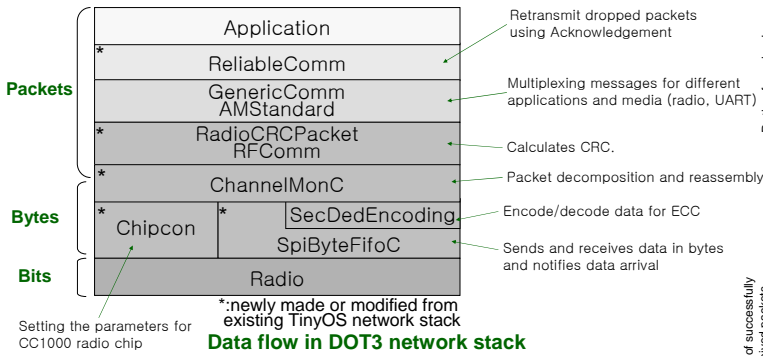 Packets
Bytes
Bits
Application
* ReliableComm
GenericComm
AMStandard
* RadioCRCPacket
RFComm
* ChannelMonC
* Chipcon
* SecDedEncoding
SpiByteFifoC
Radio
Retransmit dropped packets
using Acknowledgement
Multiplexing messages for different
applications and media (radio, UART)
Calculates CRC.
Packet decomposition and reassembly
Encode/decode data for ECC
Sends and receives data in bytes
and notifies data arrival
Setting the parameters for
CC1000 radio chip
*:newly made or modified from
existing TinyOS network stack
Data flow in DOT3 network stack
of successfully